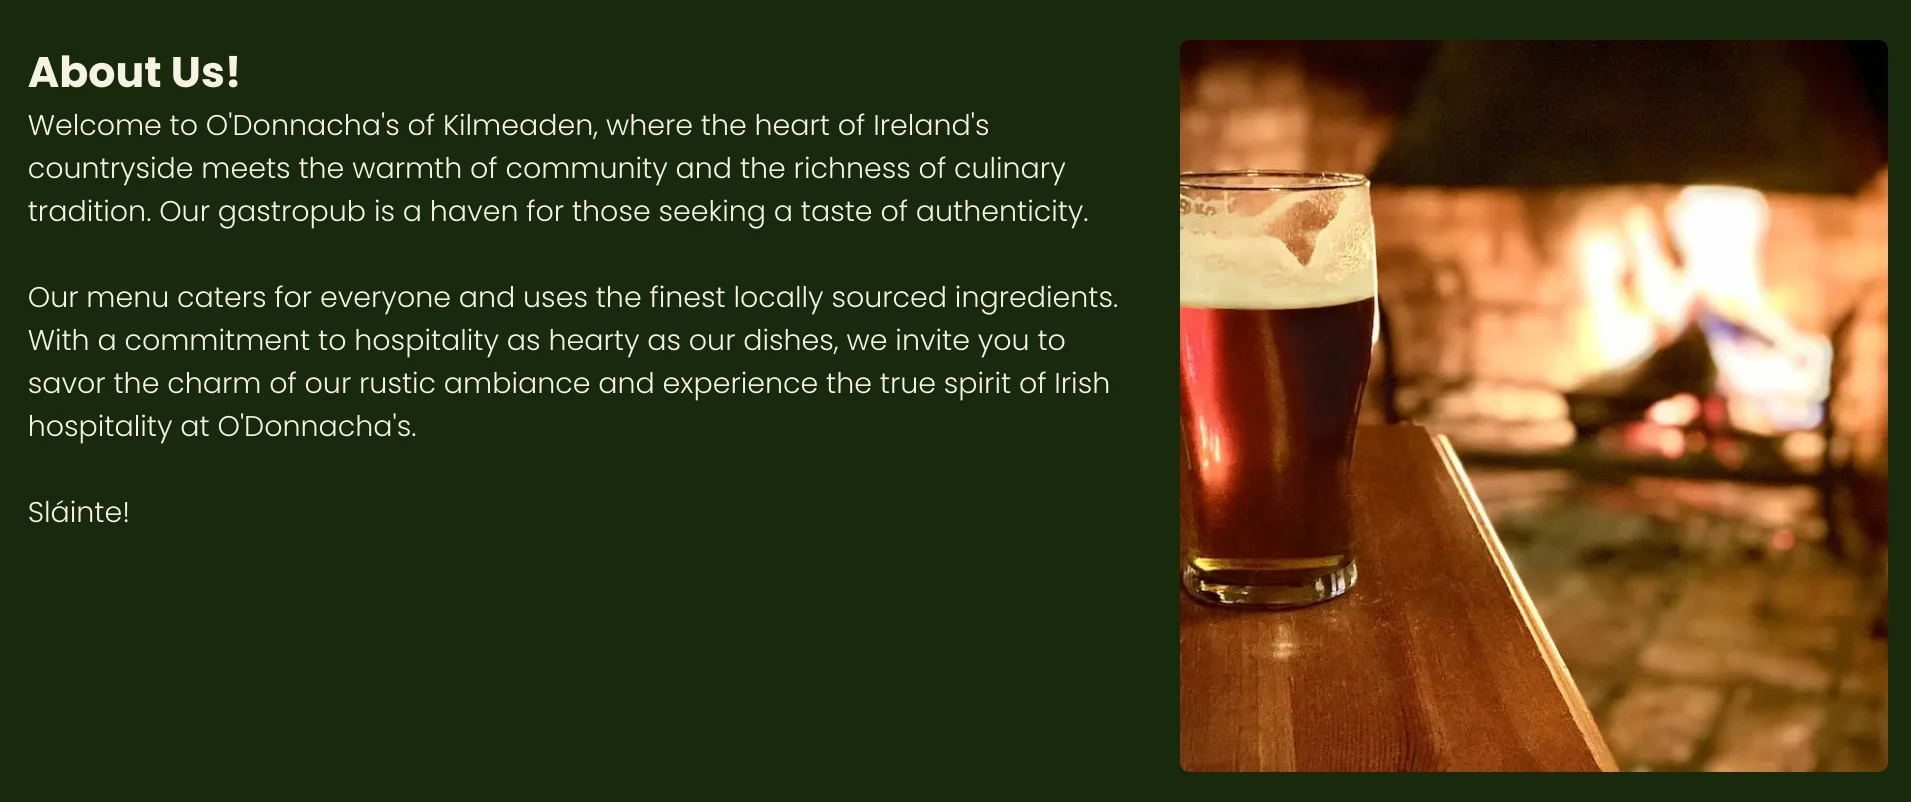 About Us!
Welcome to O'Donnacha's of Kilmeaden, where the heart of Ireland's
countryside meets the warmth of community and the richness of culinary
tradition. Our gastropub is a haven for those seeking a taste of authenticity.
Our menu caters for everyone and uses the finest locally sourced ingredients.
With a commitment to hospitality as hearty as our dishes, we invite you to
savor the charm of our rustic ambiance and experience the true spirit of Irish
hospitality at O'Donnacha's.
Sláinte!